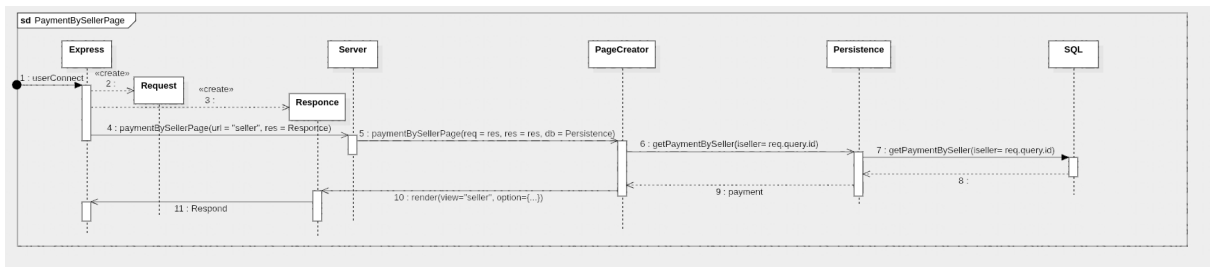 sd PaymentBySellerPage
Express
Server
PageCreator
Persistence
SQL
1 : userConnect
«create»
2 :
Request
«create»
3 :
Responce
4 : paymentBySellerPage(url = "seller", res = Responce)
5 : paymentBySellerPage(req = res, res = res, db = Persistence)
6 : getPaymentBySeller(iseller= req.query.id)
7 : getPaymentBySeller(iseller= req.query.id)
8 :
9 : payment
10 : render(view="seller", option={...})
11 : Respond